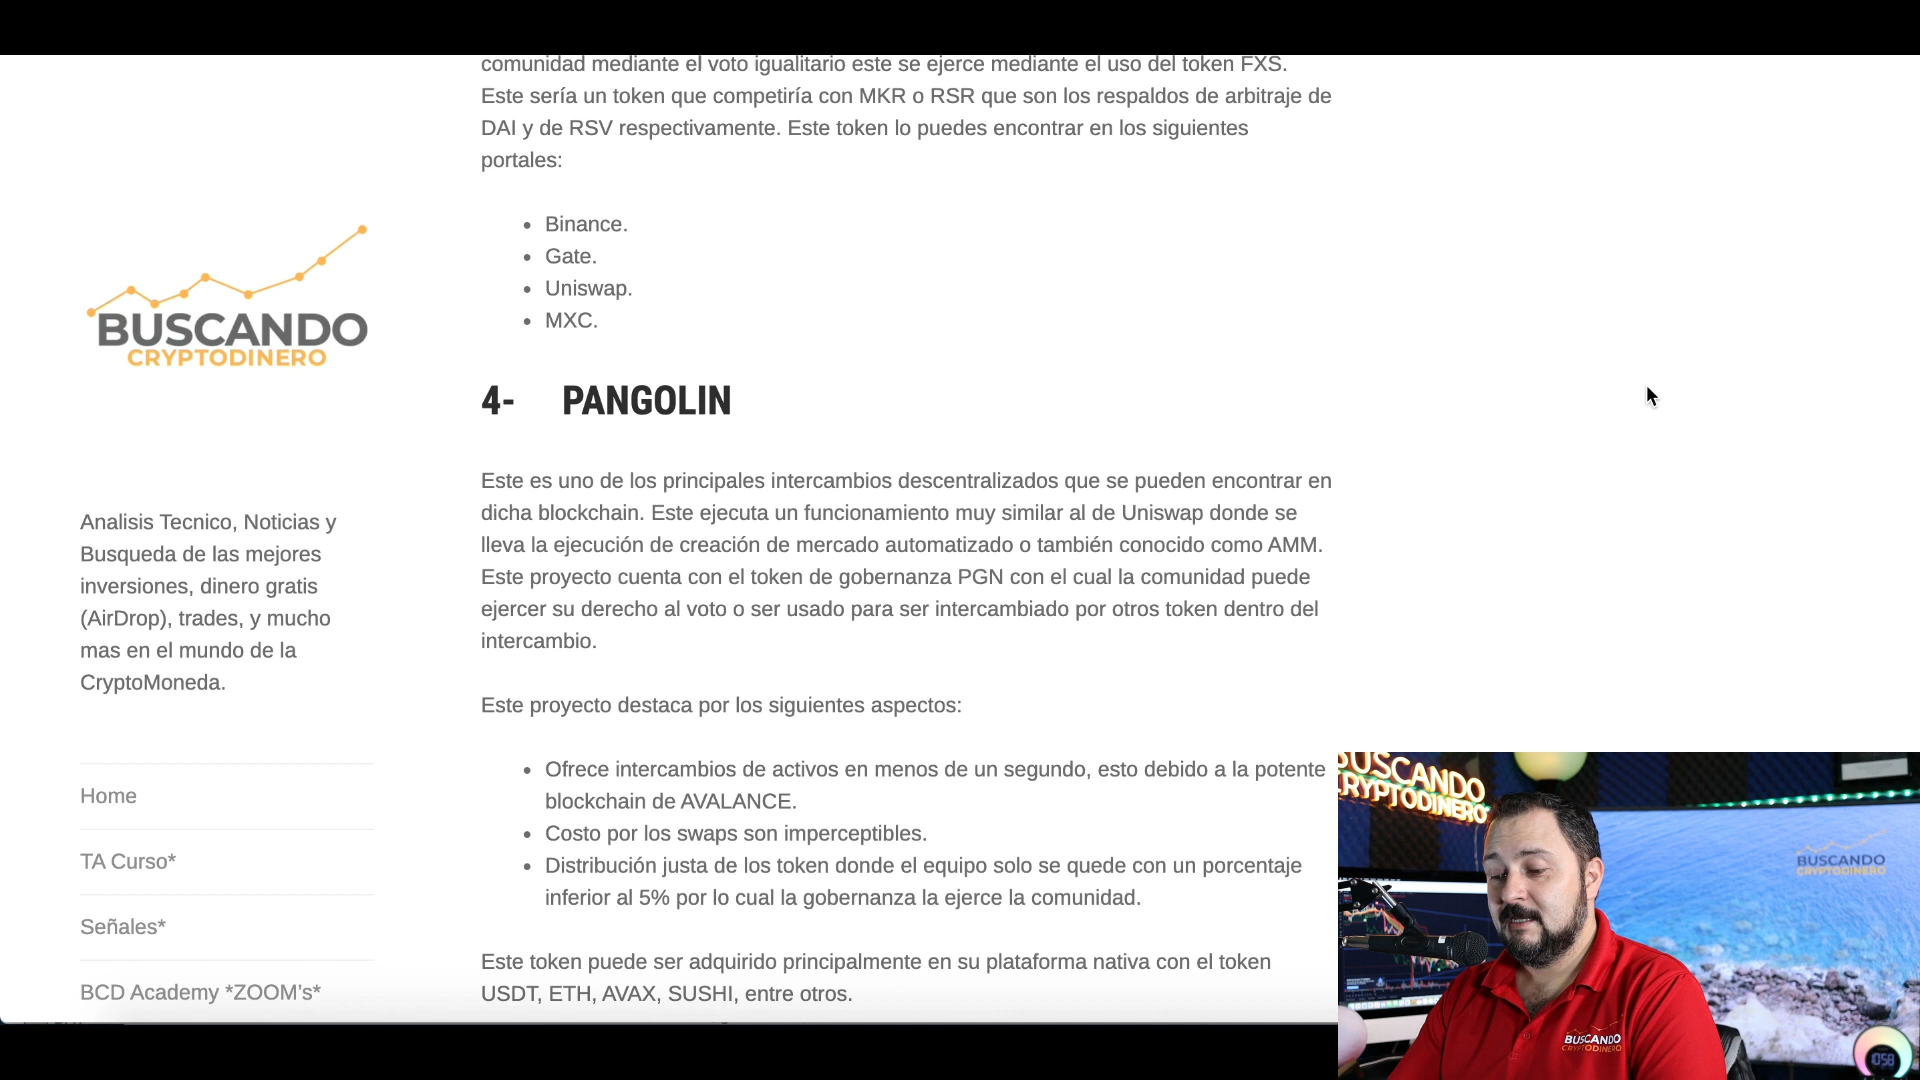 comunidad mediante el voto igualitario este se ejerce mediante el uso del token FXS.
Este sería un token que competiría con MKR o RSR que son los respaldos de arbitraje de
DAI y de RSV respectivamente. Este token lo puedes encontrar en los siguientes
portales:
• Binance.
• Gate.
• Uniswap.
• MXC.
4- PANGOLIN
Este es uno de los principales intercambios descentralizados que se pueden encontrar en
dicha blockchain. Este ejecuta un funcionamiento muy similar al de Uniswap donde se
lleva la ejecución de creación de mercado automatizado o también conocido como AMM.
Este proyecto cuenta con el token de gobernanza PGN con el cual la comunidad puede
ejercer su derecho al voto o ser usado para ser intercambiado por otros token dentro del
intercambio.
Este proyecto destaca por los siguientes aspectos:
• Ofrece intercambios de activos en menos de un segundo, esto debido a la potente
blockchain de AVALANCE.
• Costo por los swaps son imperceptibles.
• Distribución justa de los token donde el equipo solo se quede con un porcentaje
inferior al 5% por lo cual la gobernanza la ejerce la comunidad.
Este token puede ser adquirido principalmente en su plataforma nativa con el token
USDT, ETH, AVAX, SUSHI, entre otros.
BUSCANDO
CRYPTODINERO
Analisis Tecnico, Noticias y
Busqueda de las mejores
inversiones, dinero gratis
(AirDrop), trades, y mucho
mas en el mundo de la
CryptoMoneda.
Home
TA Curso*
Señales*
BCD Academy *ZOOM's*
BUSCANDO
CRYPTODINERO
BUSCANDO
CRYPTODINERO
BUSCANDO
CRYPTODINERO